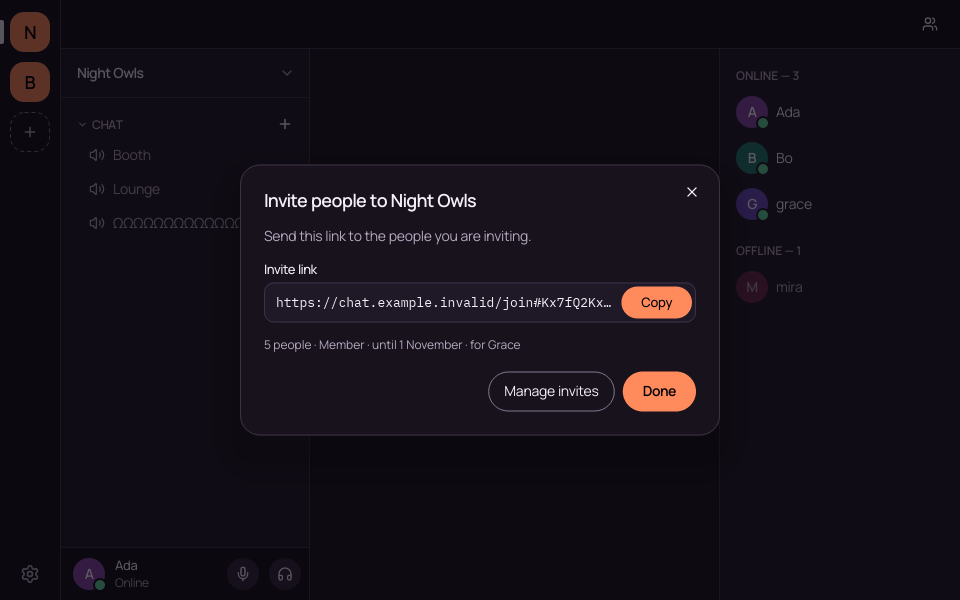 N
B
Night Owls
CHAT
Booth
Lounge
Invite people to Night Owls
Send this link to the people you are inviting.
Invite link
https://chat.example.invalid/join#Kx7fQ2Kx…
Copy
5 people · Member · until 1 November · for Grace
Manage invites
Done
ONLINE — 3
A
Ada
B
Bo
G
grace
OFFLINE — 1
M
mira
A
Ada
Online